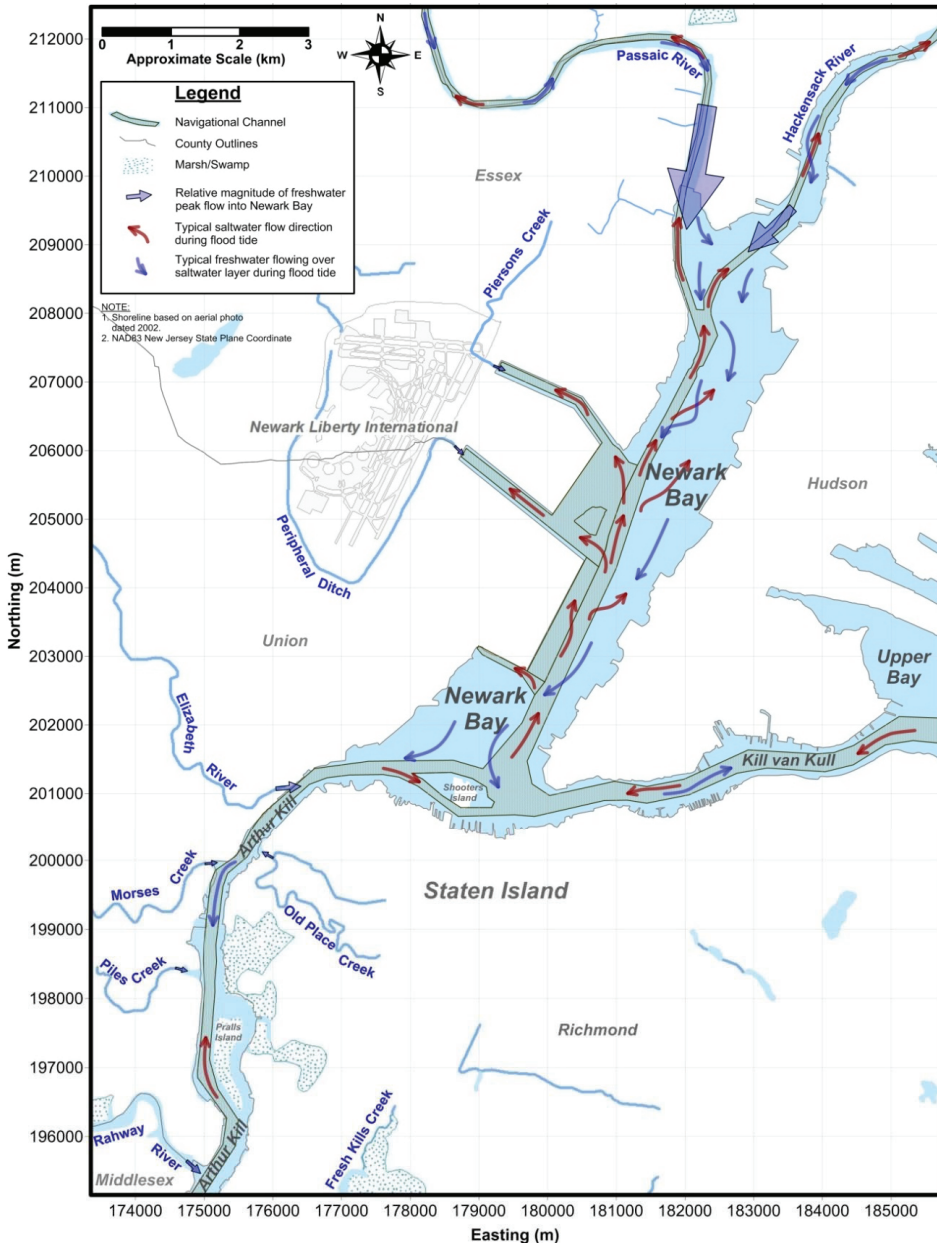 212000
211000
210000
209000
208000
207000
206000
205000
204000
203000
202000
201000
200000
199000
198000
197000
196000
Northing (m)
0 1 2 3
Approximate Scale (km)
N
W E
S
Legend
Navigational Channel
County Outlines
Marsh/Swamp
Relative magnitude of freshwater
peak flow into Newark Bay
Typical saltwater flow direction
during flood tide
Typical freshwater flowing over
saltwater layer during flood tide
NOTE:
1. Shoreline based on aerial photo
dated 2002.
2. NAD83 New Jersey State Plane Coordinate
Passaic River
Hackensack River
Essex
Piersons Creek
Newark Liberty International
Peripheral Ditch
Newark
Bay
Hudson
Union
Elizabeth
River
Newark
Bay
Upper
Bay
Kill van Kull
Shooters
Island
Arthur Kill
Morses Creek
Old Place
Creek
Staten Island
Piles Creek
Pralls
Island
Richmond
Rahway
River
Arthur Kill
Fresh Kills Creek
Middlesex
174000 175000 176000 177000 178000 179000 180000 181000 182000 183000 184000 185000
Easting (m)